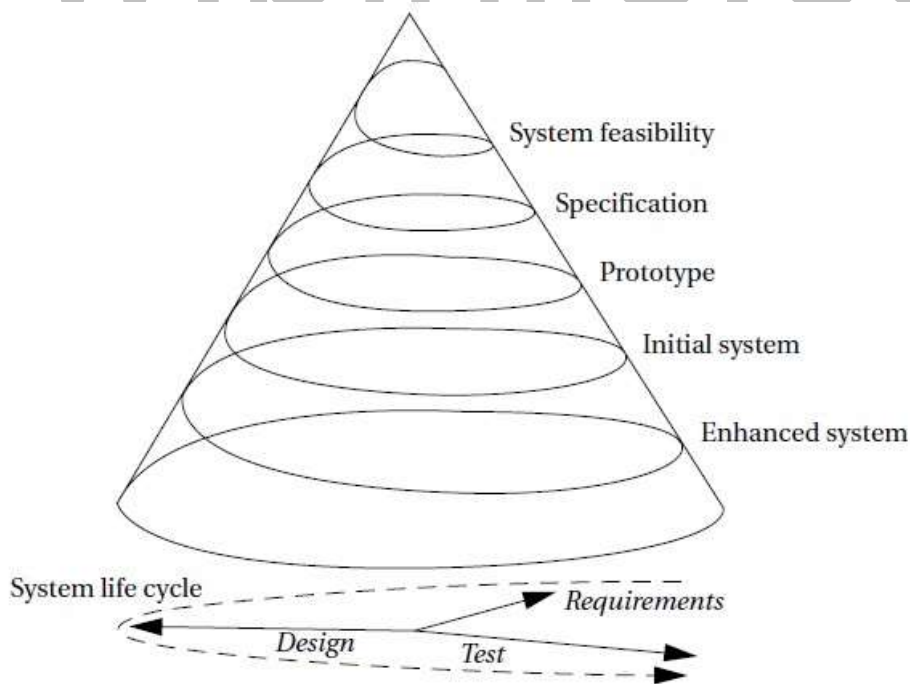 System feasibility
Specification
Prototype
Initial system
Enhanced system
System life cycle
Requirements
Design
Test